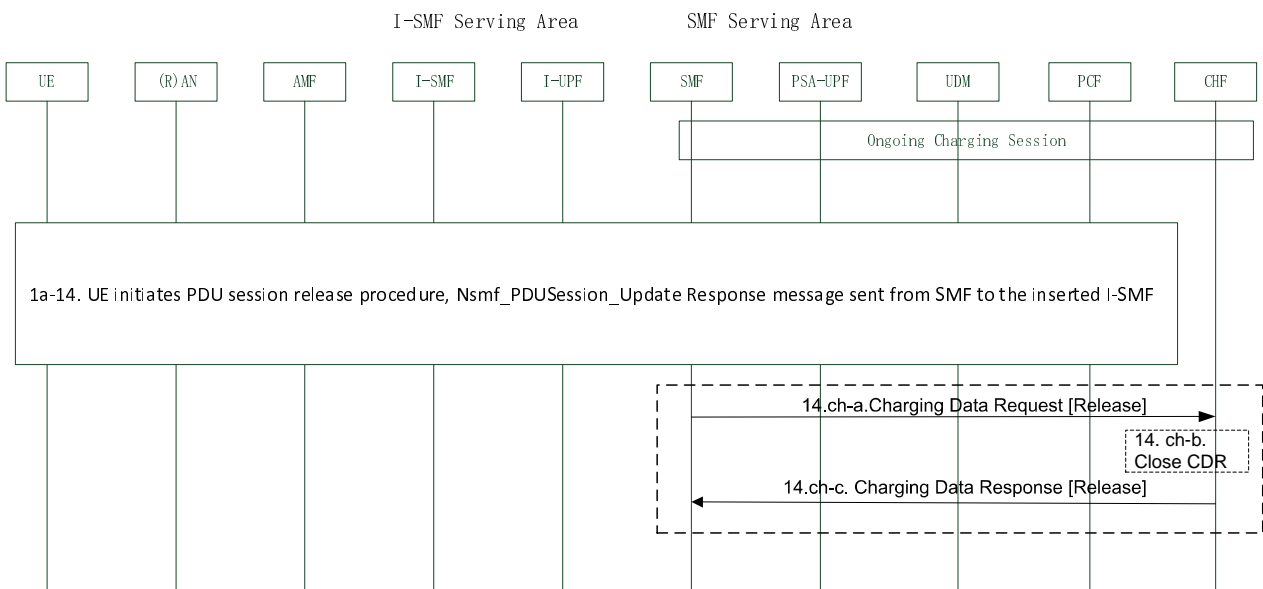 I-SMF Serving Area SMF Serving Area
UE (R)AN AMF I-SMF I-UPF SMF PSA-UPF UDM PCF CHF
Ongoing Charging Session
1a-14. UE initiates PDU session release procedure, Nsmf_PDUSession_Update Response message sent from SMF to the inserted I-SMF
14.ch-a.Charging Data Request [Release]
14. ch-b.
Close CDR
14.ch-c. Charging Data Response [Release]